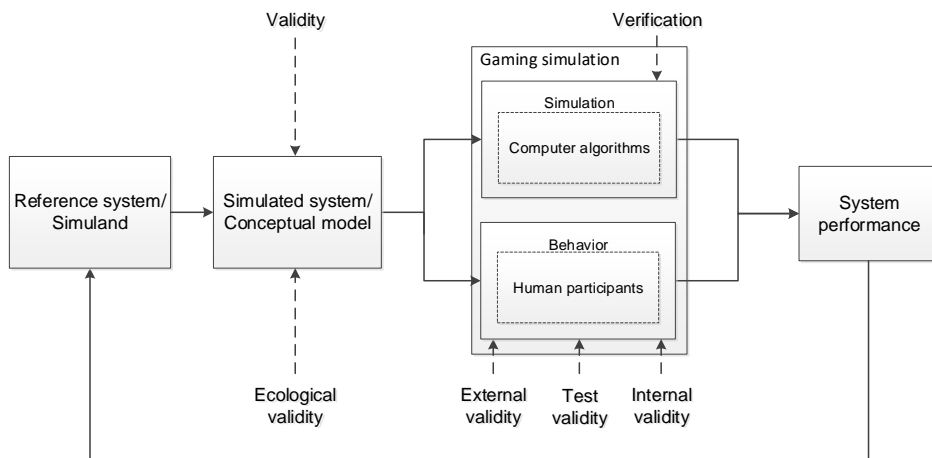 Validity
Verification
Gaming simulation
Simulation
Computer algorithms
Reference system/
Simuland
Simulated system/
Conceptual model
System
performance
Behavior
Human participants
Ecological
validity
External
validity
Test
validity
Internal
validity